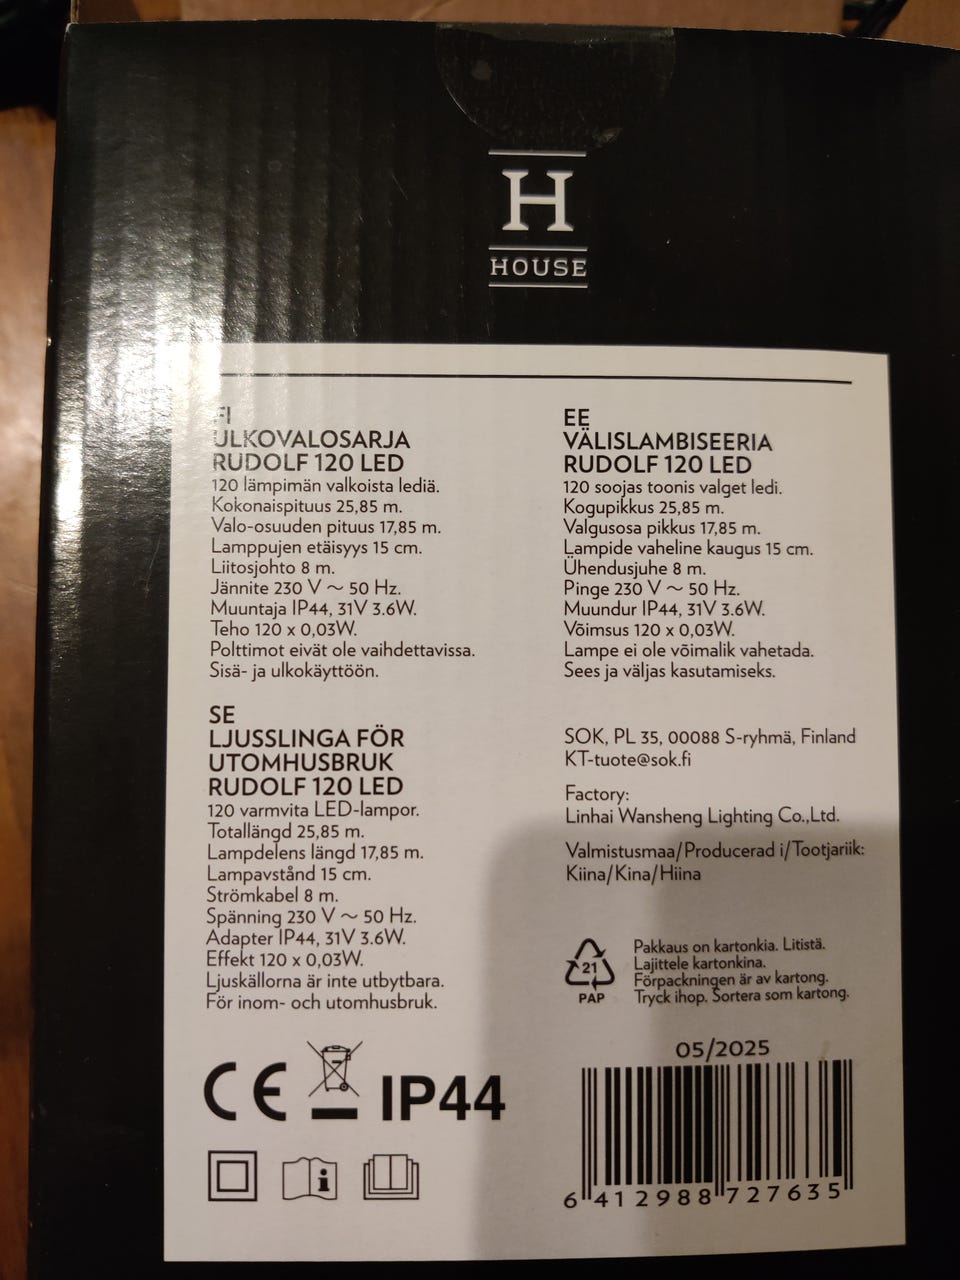 H
HOUSE
FI
ULKOVALOSARJA
RUDOLF 120 LED
120 lämpimän valkoista lediä.
Kokonaispituus 25,85 m.
Valo-osuuden pituus 17,85 m.
Lamppujen etäisyys 15 cm.
Liitosjohto 8 m.
Jännite 230 V ~ 50 Hz.
Muuntaja IP44, 31V 3.6W.
Teho 120 x 0,03W.
Polttimot eivät ole vaihdettavissa.
Sisä- ja ulkokäyttöön.
SE
LJUSSLINGA FÖR
UTOMHUSBRUK
RUDOLF 120 LED
120 varmvita LED-lampor.
Totallängd 25,85 m.
Lampdelens längd 17,85 m.
Lampavstånd 15 cm.
Strömkabel 8 m.
Spänning 230 V ~ 50 Hz.
Adapter IP44, 31V 3.6W.
Effekt 120 x 0,03W.
Ljuskällorna är inte utbytbara.
För inom- och utomhusbruk.
CE IP44
EE
VÄLISLAMBISEERIA
RUDOLF 120 LED
120 soojas toonis valget ledi.
Kogupikkus 25,85 m.
Valgusosa pikkus 17,85 m.
Lampide vaheline kaugus 15 cm.
Ühendusjuhe 8 m.
Pinge 230 V ~ 50 Hz.
Muundur IP44, 31V 3.6W.
Võimsus 120 x 0,03W.
Lampe ei ole võimalik vahetada.
Sees ja väljas kasutamiseks.
SOK, PL 35, 00088 S-ryhmä, Finland
KT-tuote@sok.fi
Factory:
Linhai Wansheng Lighting Co.,Ltd.
Valmistusmaa/Producerad i/Tootjariik:
Kiina/Kina/Hiina
21
PAP
Pakkaus on kartonkia. Litistä.
Lajittele kartonkina.
Förpackningen är av kartong.
Tryck ihop. Sortera som kartong.
05/2025
6 412988 727635